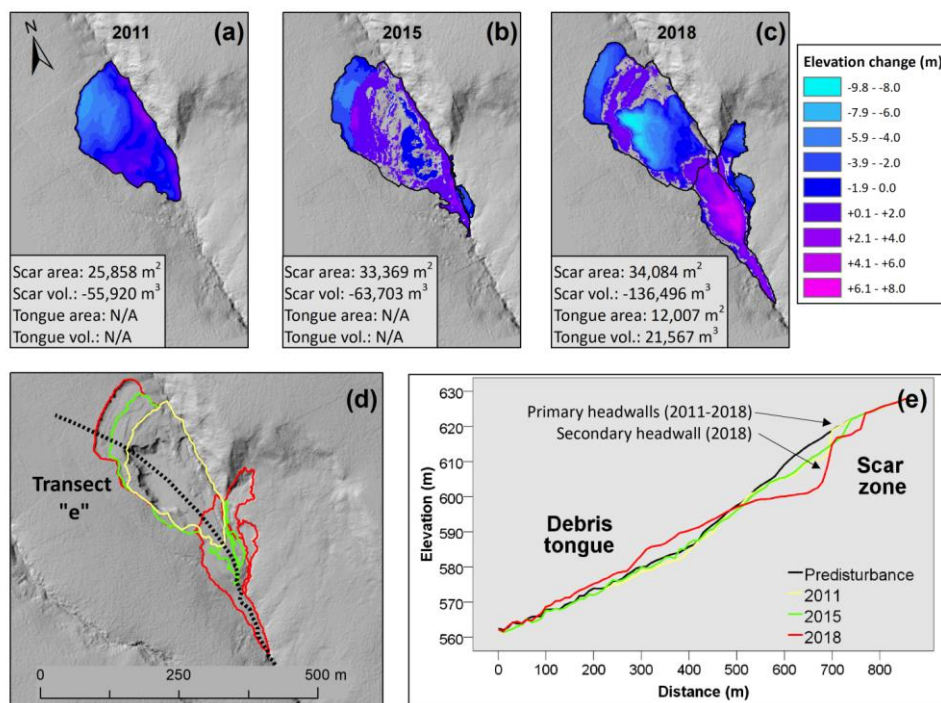 N
2011
(a)
Scar area: 25,858 m²
Scar vol.: -55,920 m³
Tongue area: N/A
Tongue vol.: N/A
2015
(b)
Scar area: 33,369 m²
Scar vol: -63,703 m³
Tongue area: N/A
Tongue vol.: N/A
2018
(c)
Scar area: 34,084 m²
Scar vol.: -136,496 m³
Tongue area: 12,007 m²
Tongue vol.: 21,567 m³
Elevation change (m)
-9.8 - -8.0
-7.9 - -6.0
-5.9 - -4.0
-3.9 - -2.0
-1.9 - 0.0
+0.1 - +2.0
+2.1 - +4.0
+4.1 - +6.0
+6.1 - +8.0
(d)
Transect
"e"
0 250 500 m
(e)
Primary headwalls (2011-2018)
Secondary headwall (2018)
Scar
zone
Debris
tongue
Predisturbance
2011
2015
2018
Elevation (m)
630
620
610
600
590
580
570
560
0 100 200 300 400 500 600 700 800
Distance (m)